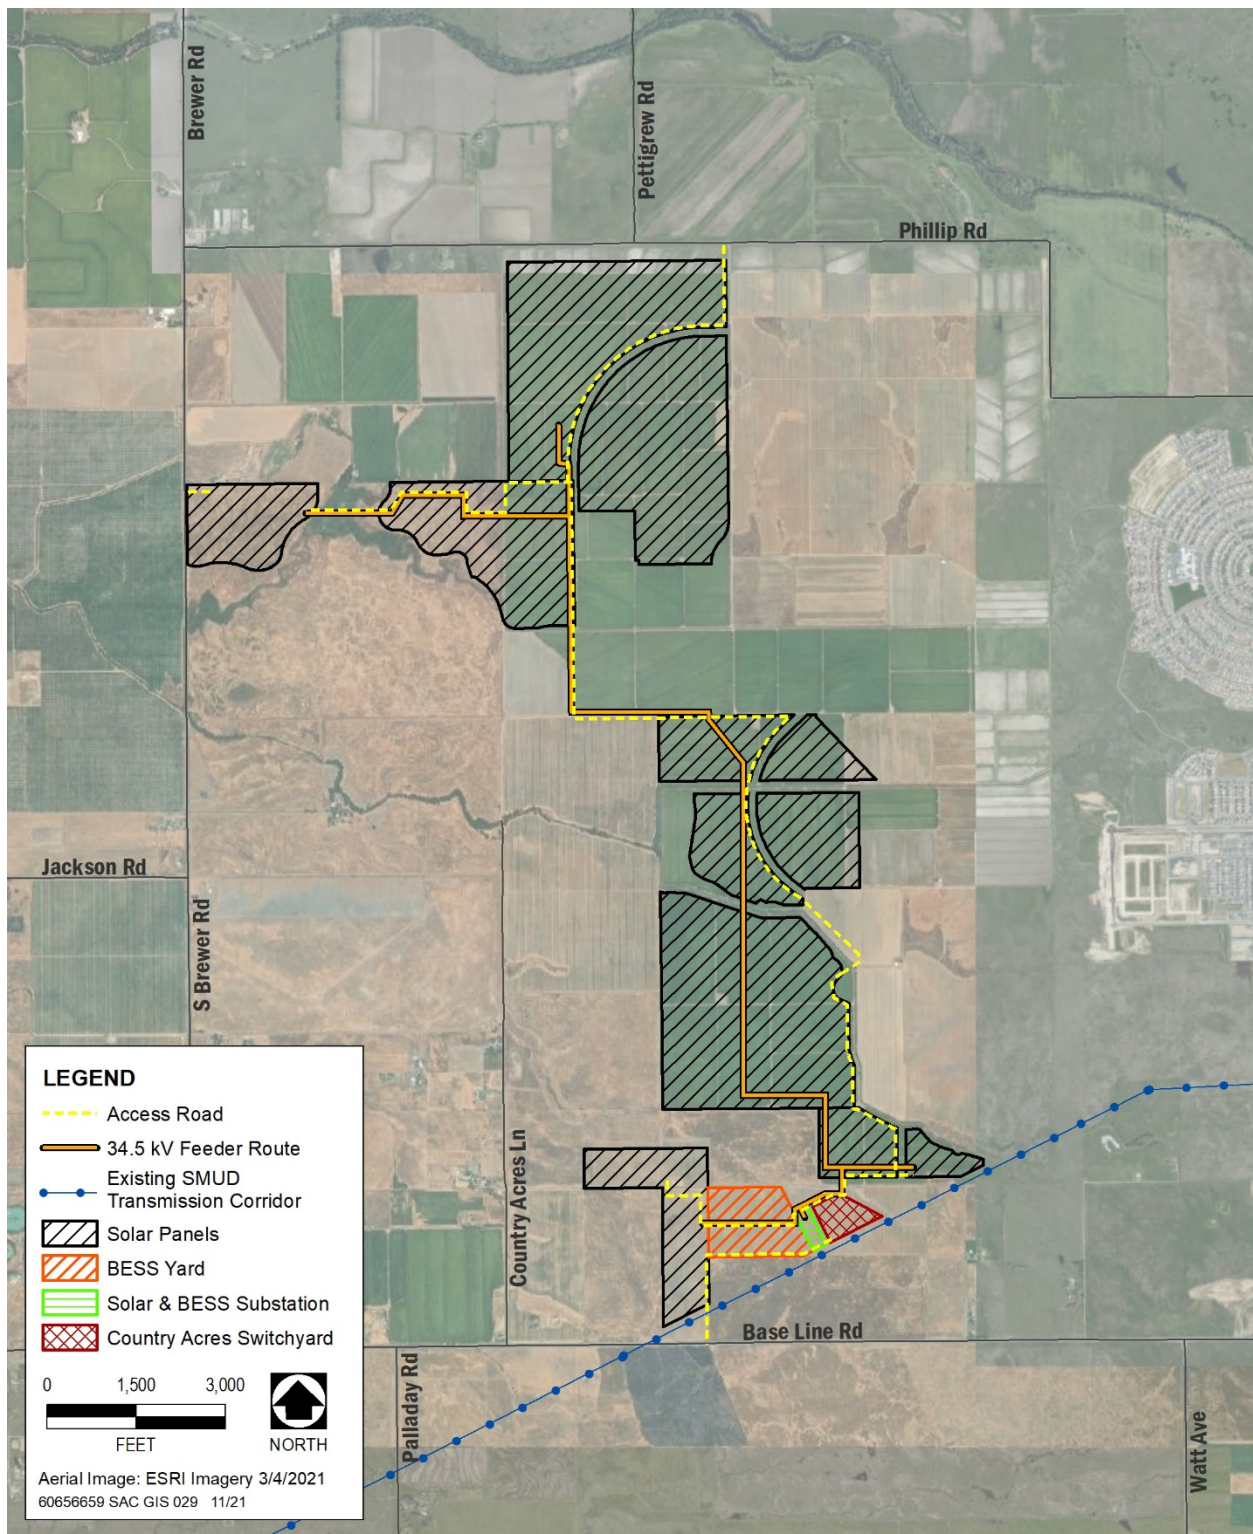 Brewer Rd
Pettigrew Rd
Phillip Rd
Jackson Rd
S Brewer Rd
Country Acres Ln
Base Line Rd
Palladay Rd
Watt Ave
LEGEND
Access Road
34.5 kV Feeder Route
Existing SMUD
Transmission Corridor
Solar Panels
BESS Yard
Solar & BESS Substation
Country Acres Switchyard
0 1,500 3,000
FEET
NORTH
Aerial Image: ESRI Imagery 3/4/2021
60656659 SAC GIS 029 11/21